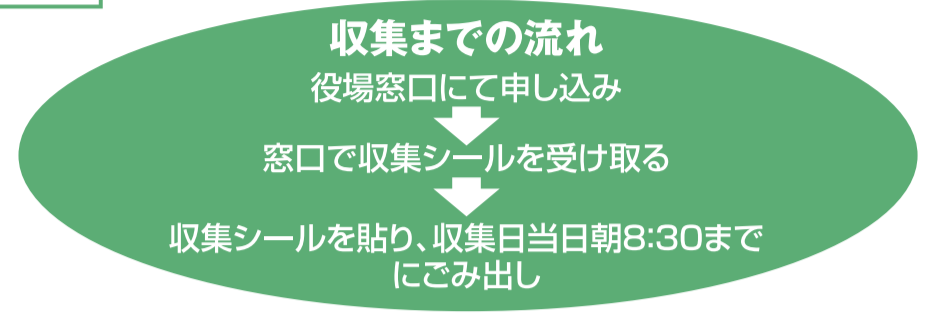 収集までの流れ
役場窓口にて申し込み
窓口で収集シールを受け取る
収集シールを貼り、収集日当日朝8:30まで
にごみ出し